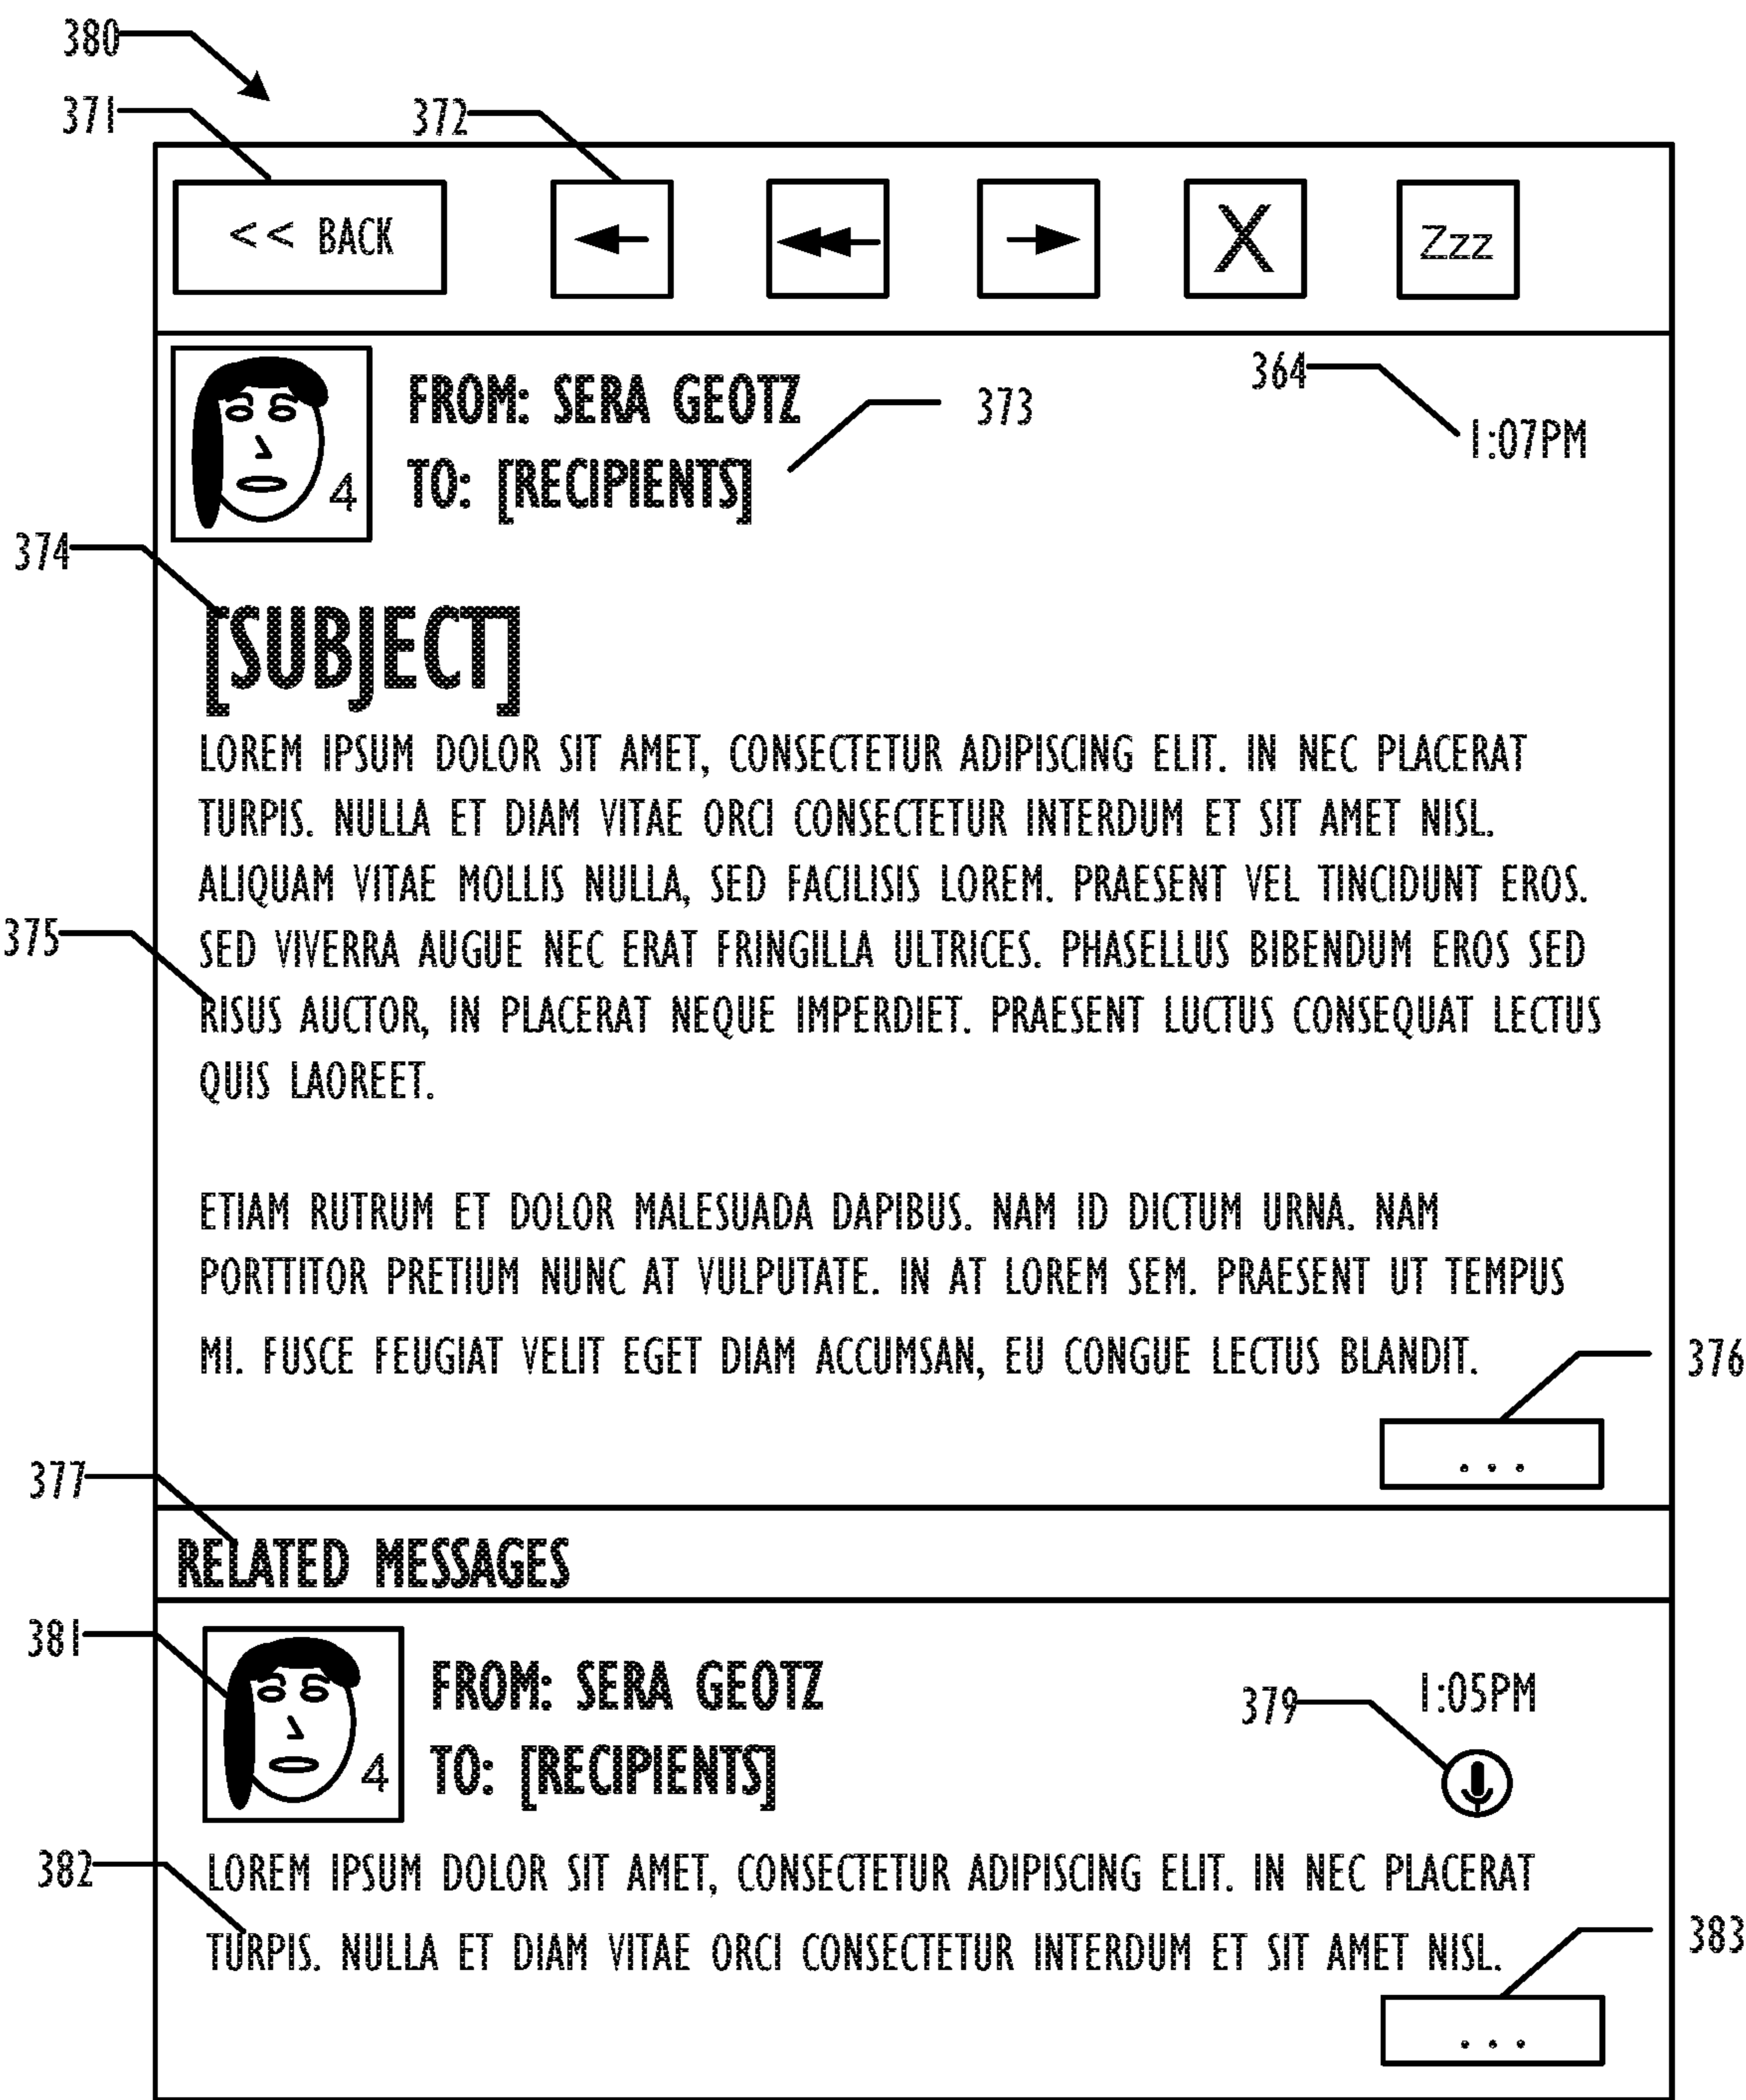 380
371
372
<< BACK
X
Zzz
FROM: SERA GEOTZ
373
364
1:07PM
TO: [RECIPIENTS]
4
374
[SUBJECT]
LOREM IPSUM DOLOR SIT AMET, CONSECTETUR ADIPISCING ELIT. IN NEC PLACERAT
TURPIS. NULLA ET DIAM VITAE ORCI CONSECTETUR INTERDUM ET SIT AMET NISL.
ALIQUAM VITAE MOLLIS NULLA, SED FACILISIS LOREM. PRAESENT VEL TINCIDUNT EROS.
375
SED VIVERRA AUGUE NEC ERAT FRINGILLA ULTRICES. PHASELLUS BIBENDUM EROS SED
RISUS AUCTOR, IN PLACERAT NEQUE IMPERDIET. PRAESENT LUCTUS CONSEQUAT LECTUS
QUIS LAOREET.
ETIAM RUTRUM ET DOLOR MALESUADA DAPIBUS. NAM ID DICTUM URNA. NAM
PORTTITOR PRETIUM NUNC AT VULPUTATE. IN AT LOREM SEM. PRAESENT UT TEMPUS
MI. FUSCE FEUGIAT VELIT EGET DIAM ACCUMSAN, EU CONGUE LECTUS BLANDIT.
376
...
377
RELATED MESSAGES
381
FROM: SERA GEOTZ
379
1:05PM
TO: [RECIPIENTS]
4
382
LOREM IPSUM DOLOR SIT AMET, CONSECTETUR ADIPISCING ELIT. IN NEC PLACERAT
TURPIS. NULLA ET DIAM VITAE ORCI CONSECTETUR INTERDUM ET SIT AMET NISL.
383
...